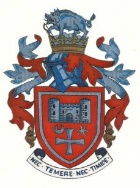 NEC · TEMERE · NEC · TIMIDE